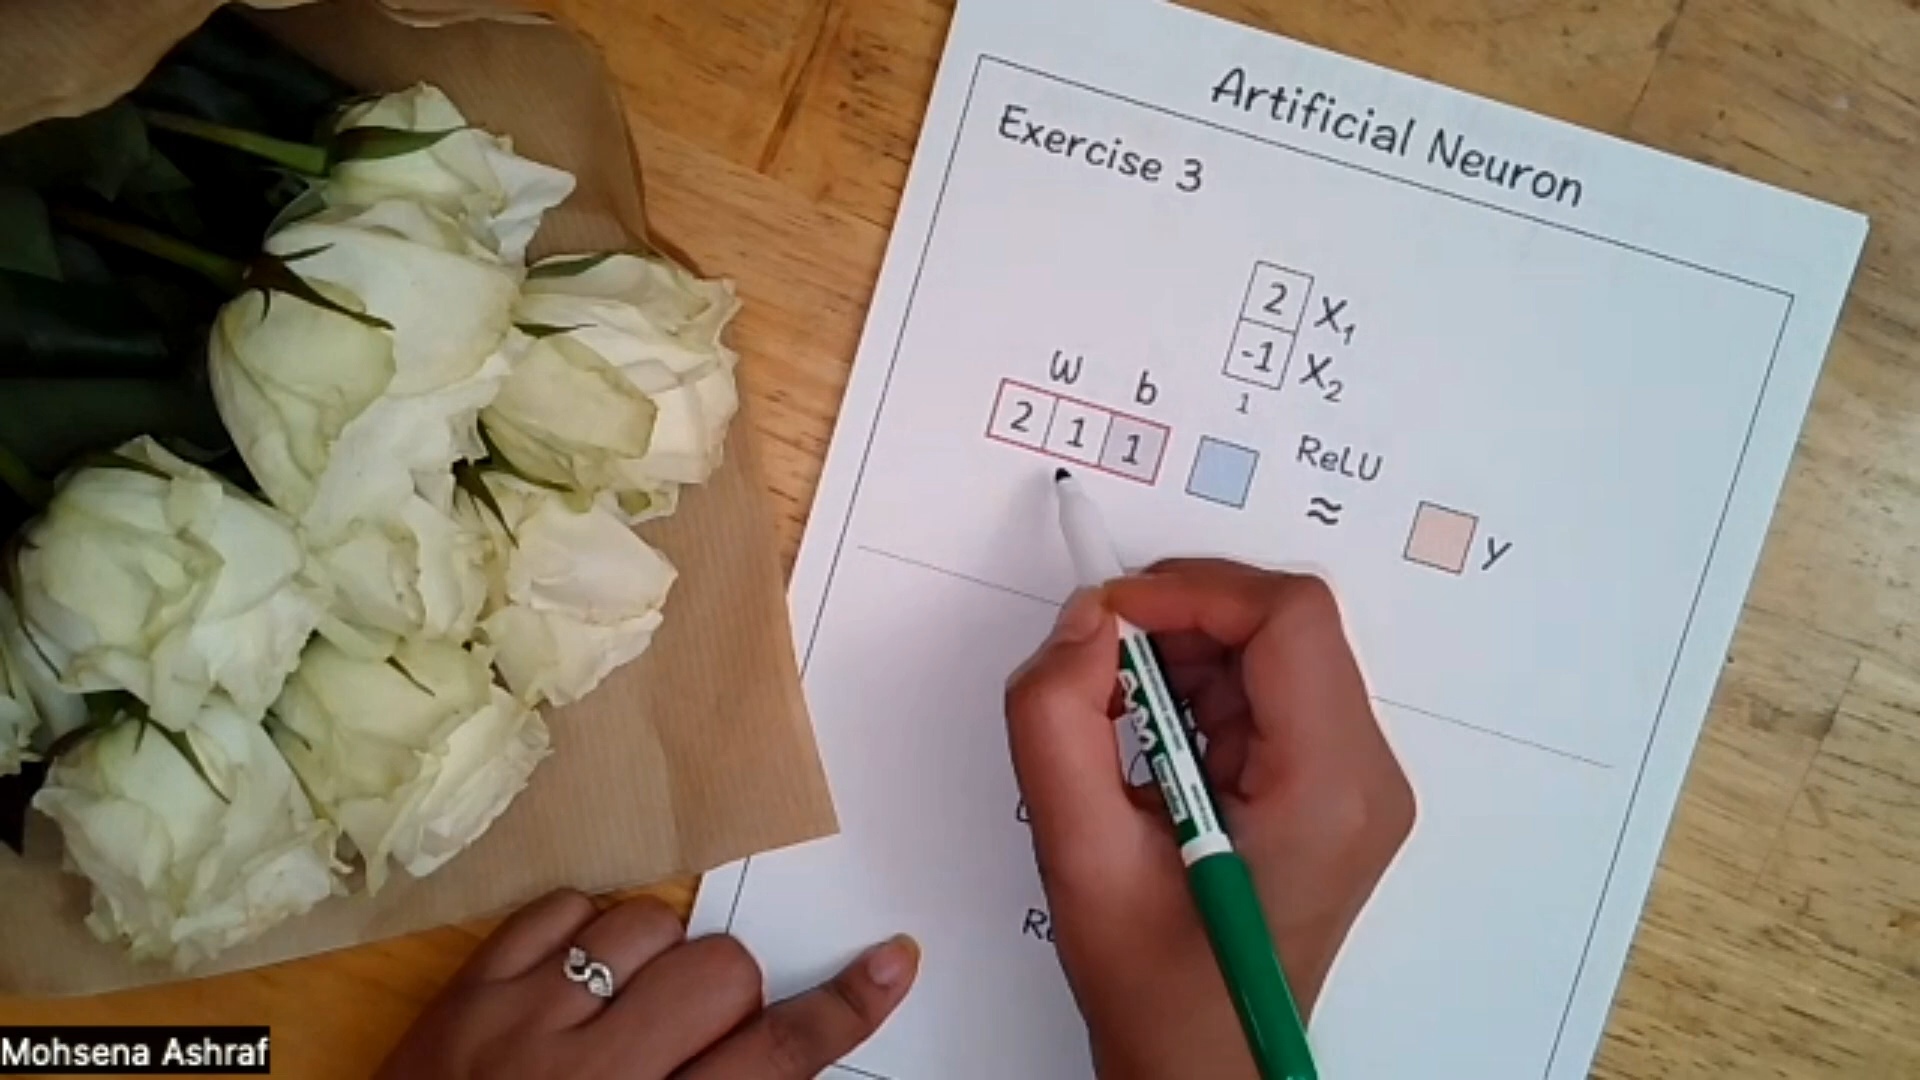 Artificial Neuron
Exercise 3
2 X₁
-1 X₂
1
W b
2 1 1
ReLU
≈
y
Mohsena Ashraf